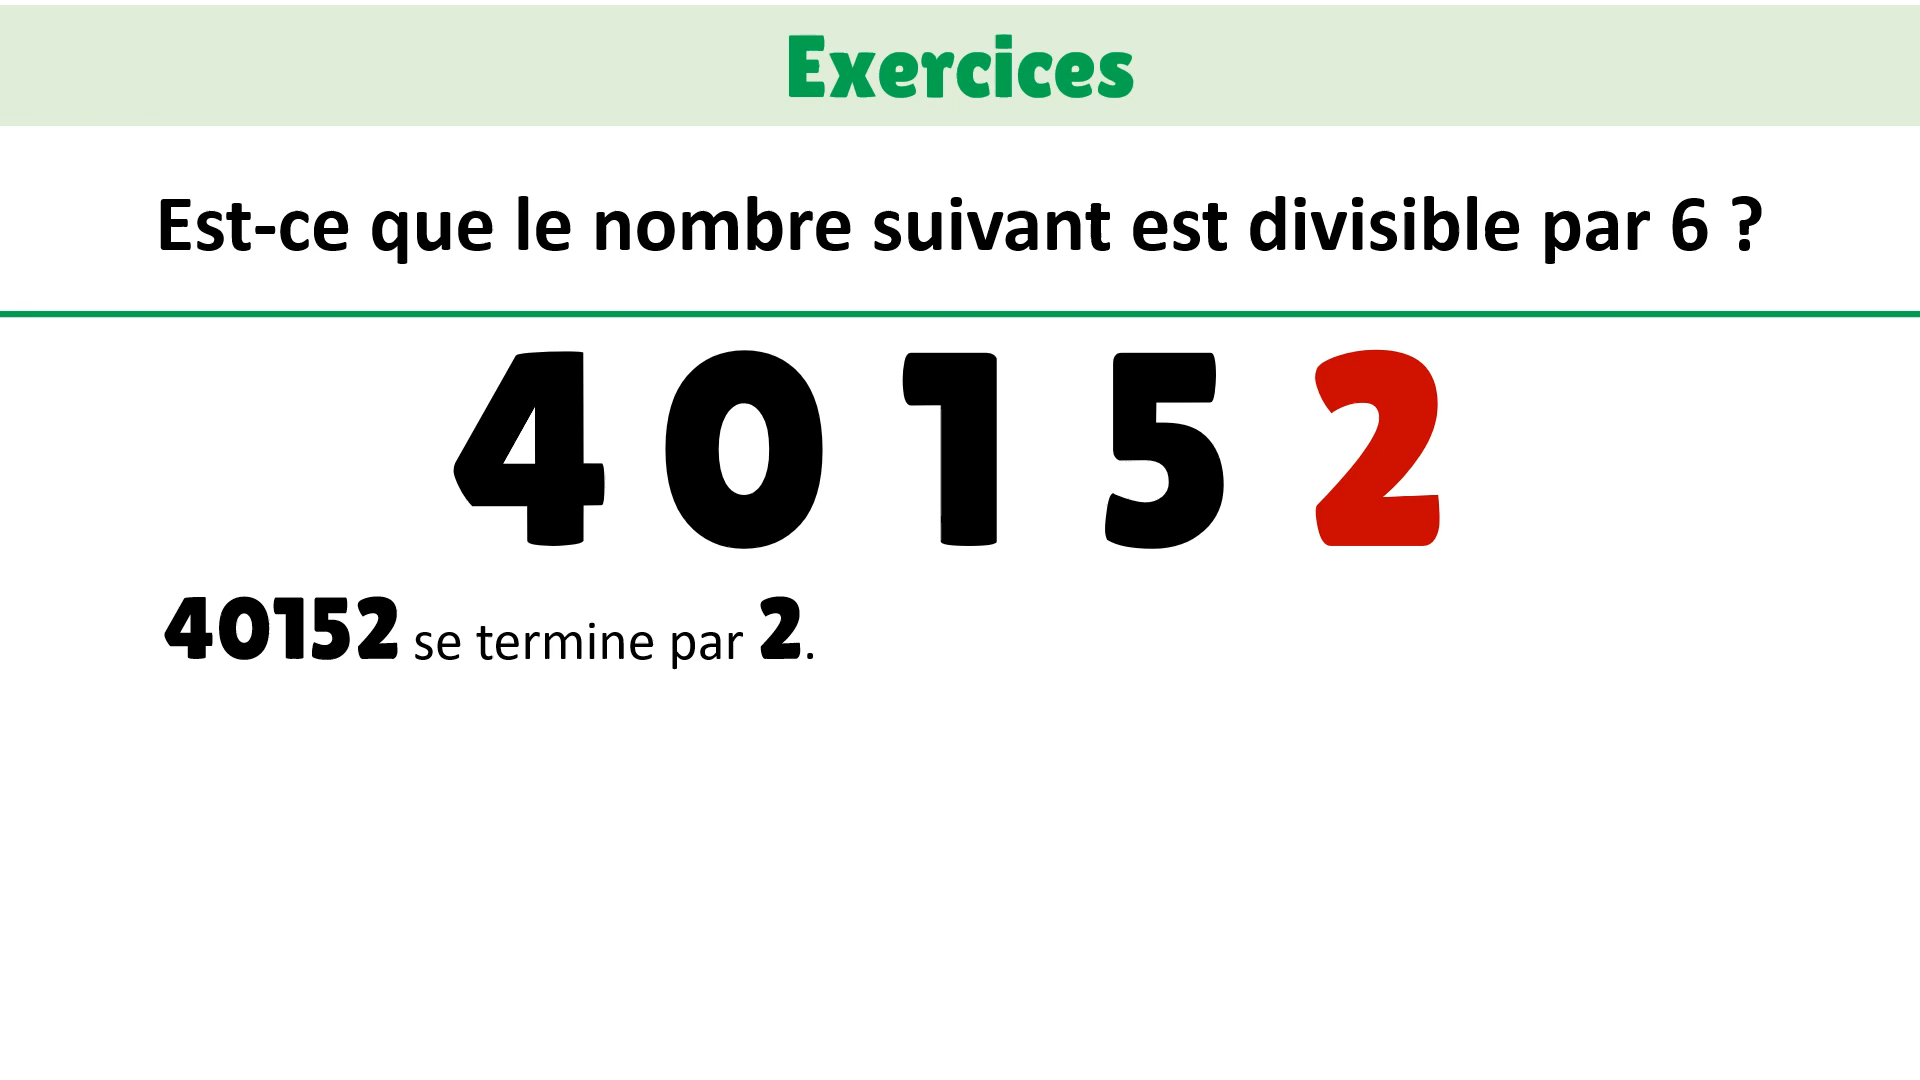 Exercices
Est-ce que le nombre suivant est divisible par 6 ?
4 0 1 5 2
40152 se termine par 2.